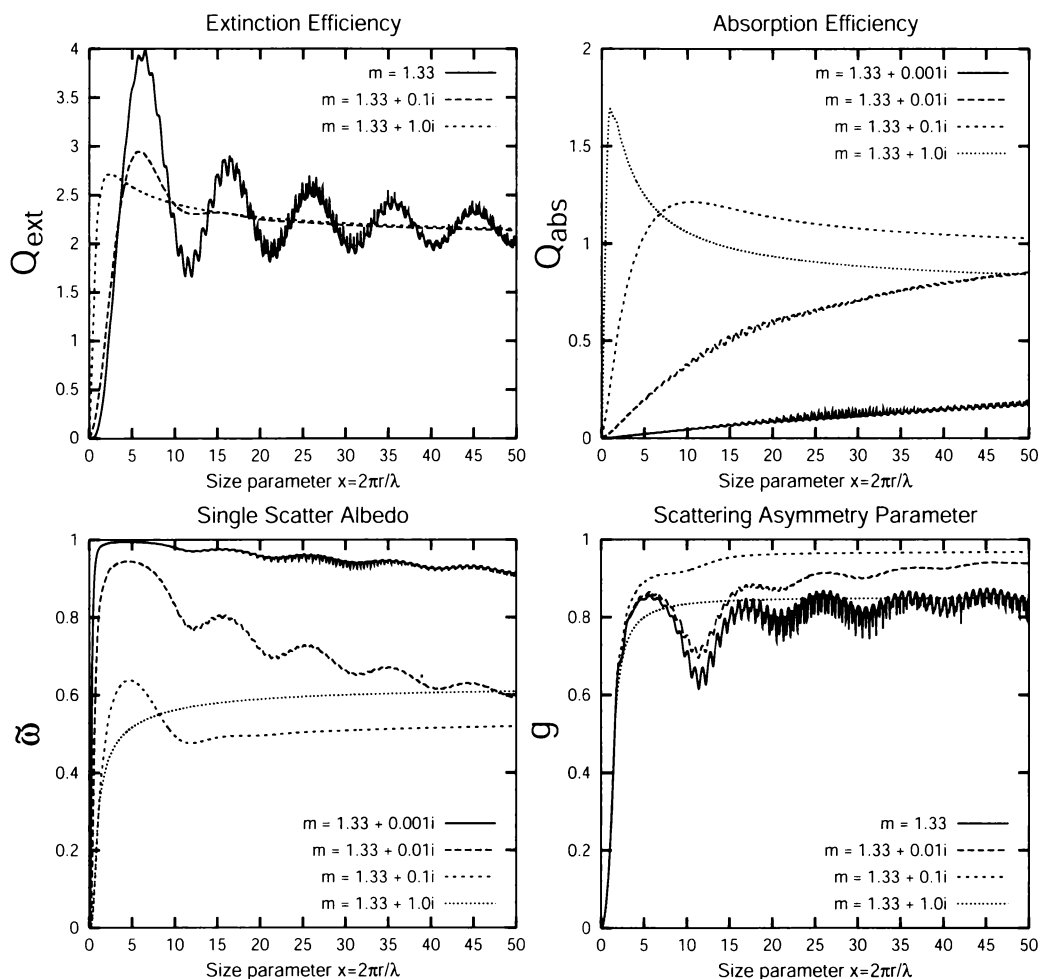 Extinction Efficiency
4
3.5
3
2.5
2
1.5
1
0.5
0
Qext
m = 1.33
m = 1.33 + 0.1i
m = 1.33 + 1.0i
0 5 10 15 20 25 30 35 40 45 50
Size parameter x=2πr/λ
Absorption Efficiency
2
1.5
1
0.5
0
Qabs
m = 1.33 + 0.001i
m = 1.33 + 0.01i
m = 1.33 + 0.1i
m = 1.33 + 1.0i
0 5 10 15 20 25 30 35 40 45 50
Size parameter x=2πr/λ
Single Scatter Albedo
1
0.8
0.6
0.4
0.2
0
ω̃
m = 1.33 + 0.001i
m = 1.33 + 0.01i
m = 1.33 + 0.1i
m = 1.33 + 1.0i
0 5 10 15 20 25 30 35 40 45 50
Size parameter x=2πr/λ
Scattering Asymmetry Parameter
1
0.8
0.6
0.4
0.2
0
g
m = 1.33
m = 1.33 + 0.01i
m = 1.33 + 0.1i
m = 1.33 + 1.0i
0 5 10 15 20 25 30 35 40 45 50
Size parameter x=2πr/λ